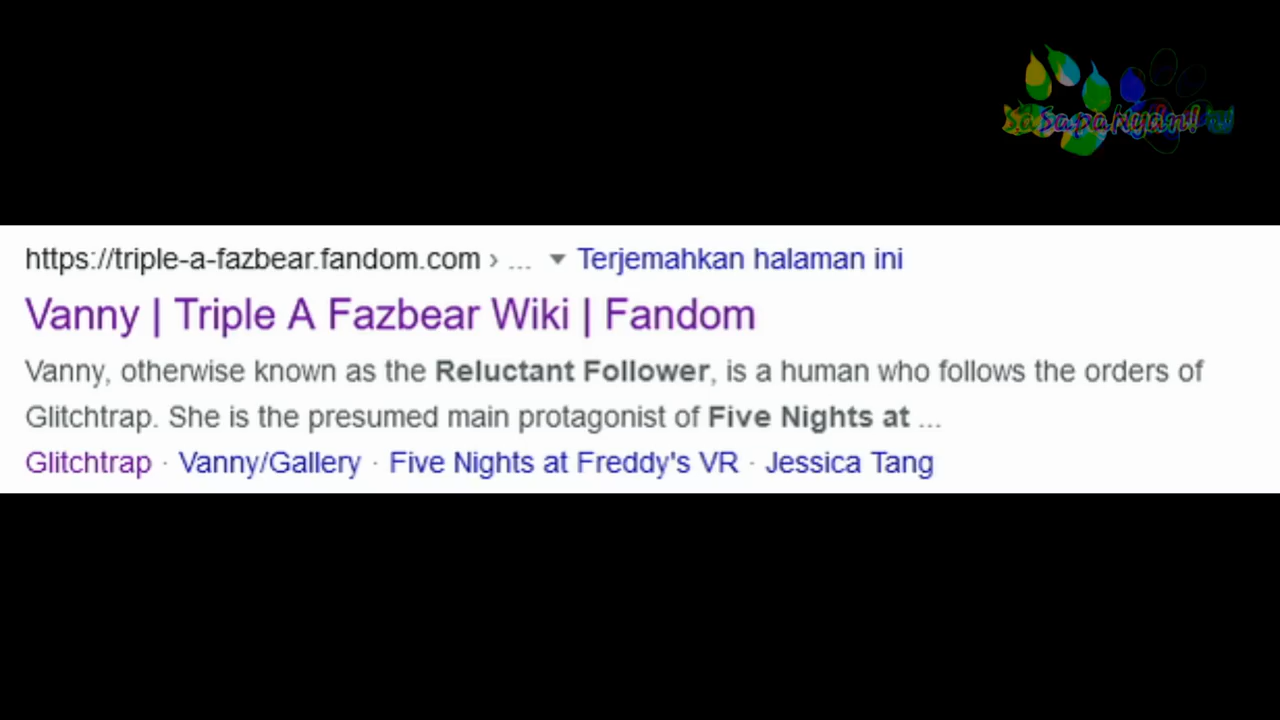 Sasapakyan!
https://triple-a-fazbear.fandom.com › ... ▼ Terjemahkan halaman ini
Vanny | Triple A Fazbear Wiki | Fandom
Vanny, otherwise known as the Reluctant Follower, is a human who follows the orders of
Glitchtrap. She is the presumed main protagonist of Five Nights at ...
Glitchtrap · Vanny/Gallery · Five Nights at Freddy's VR · Jessica Tang